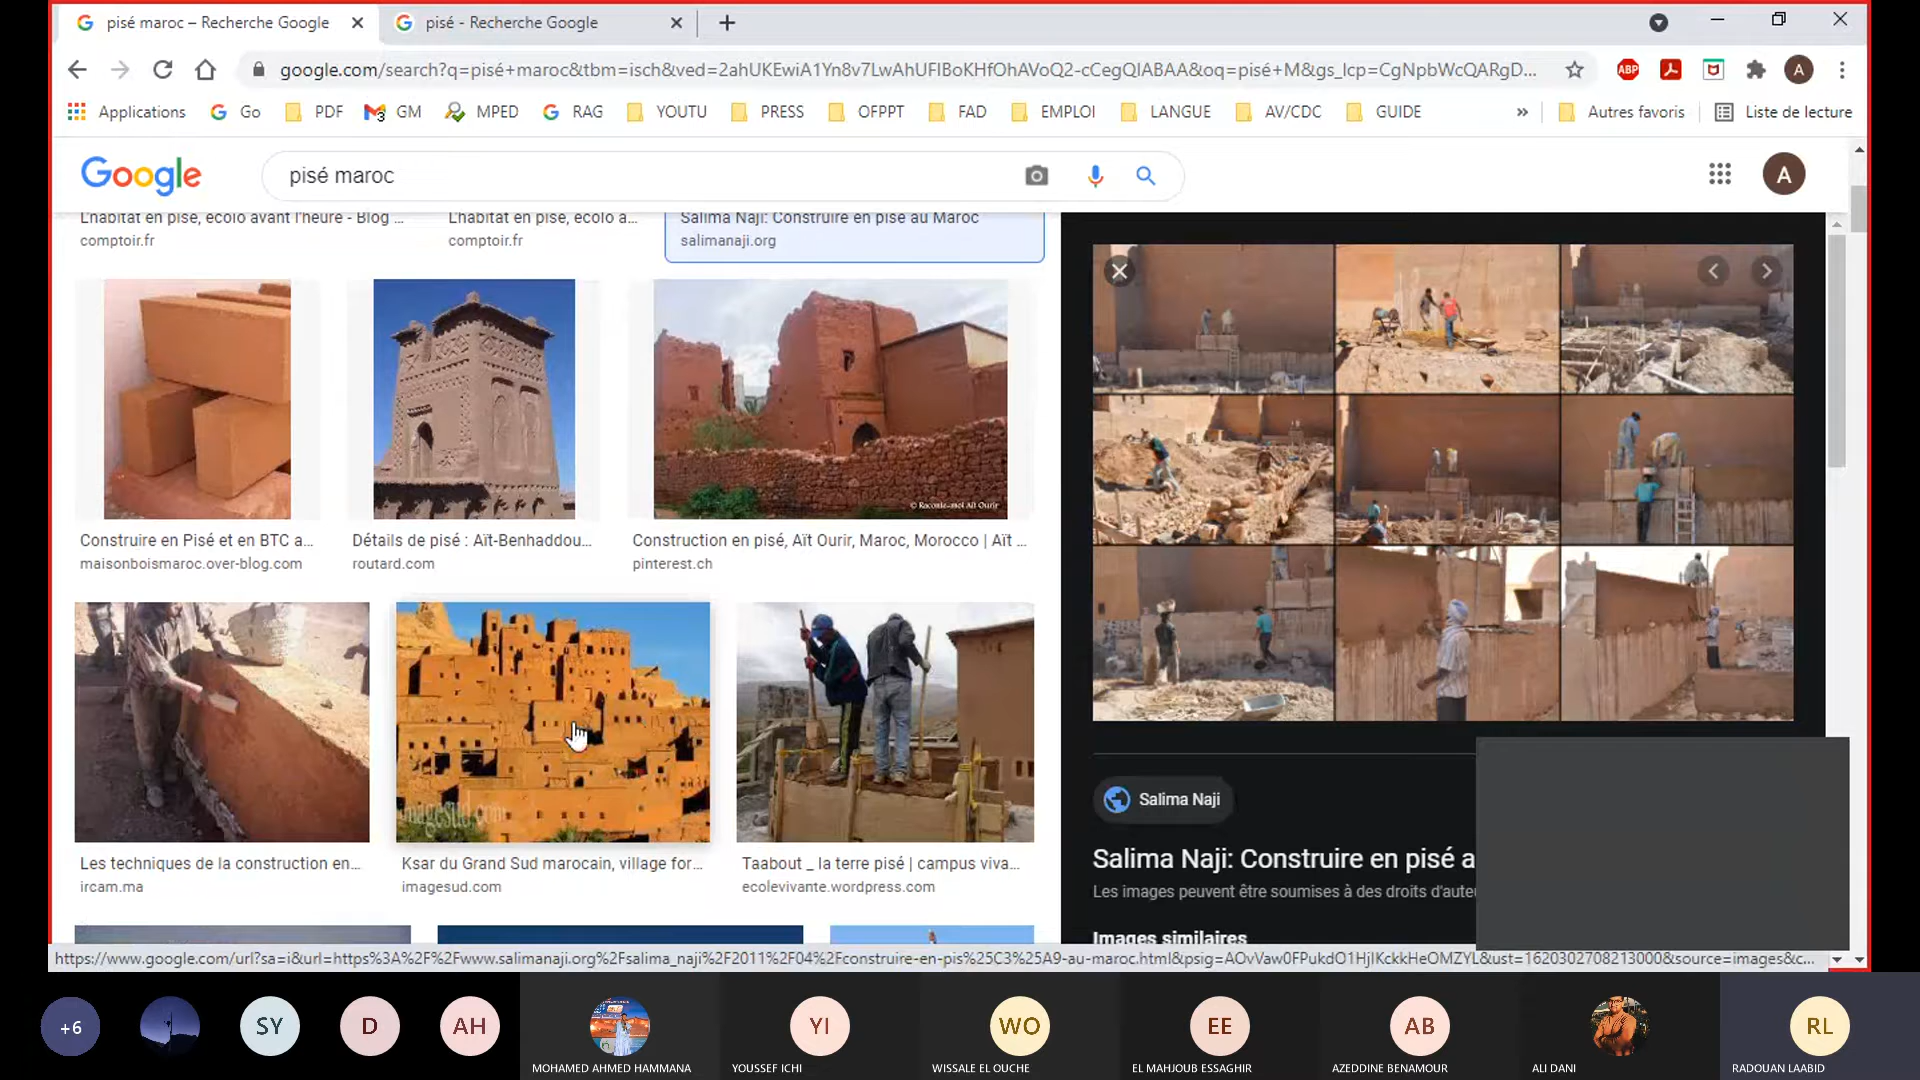 pisé maroc – Recherche Google
pisé - Recherche Google
google.com/search?q=pisé+maroc&tbm=isch&ved=2ahUKEwiA1Yn8v7LwAhUFlBoKHfOhAVoQ2-cCegQIABAA&oq=pisé+M&gs_lcp=CgNpbWcQARgD...
ABP
A
Applications
Go
PDF
GM
MPED
RAG
YOUTU
PRESS
OFPPT
FAD
EMPLOI
LANGUE
AV/CDC
GUIDE
»
Autres favoris
Liste de lecture
Google
pisé maroc
A
L'habitat en pisé, écolo avant l'heure - Blog ...
comptoir.fr
L'habitat en pisé, écolo a...
comptoir.fr
Salima Naji: Construire en pisé au Maroc
salimanaji.org
© Raconte-moi Aït Ourir
Construire en Pisé et en BTC a...
maisonboismaroc.over-blog.com
Détails de pisé : Aït-Benhaddou...
routard.com
Construction en pisé, Aït Ourir, Maroc, Morocco | Aït ...
pinterest.ch
imagesud.com
Les techniques de la construction en...
ircam.ma
Ksar du Grand Sud marocain, village for...
imagesud.com
Taabout _ la terre pisé | campus viva...
ecolevivante.wordpress.com
Salima Naji
Salima Naji: Construire en pisé a
Les images peuvent être soumises à des droits d'auteu
Images similaires
https://www.google.com/url?sa=i&url=https%3A%2F%2Fwww.salimanaji.org%2Fsalima_naji%2F2011%2F04%2Fconstruire-en-pis%25C3%25A9-au-maroc.html&psig=AOvVaw0FPukdO1HjIKckkHeOMZYL&ust=1620302708213000&source=images&c...
+6
SY
D
AH
MOHAMED AHMED HAMMANA
YI
YOUSSEF ICHI
WO
WISSALE EL OUCHE
EE
EL MAHJOUB ESSAGHIR
AB
AZEDDINE BENAMOUR
ALI DANI
RL
RADOUAN LAABID